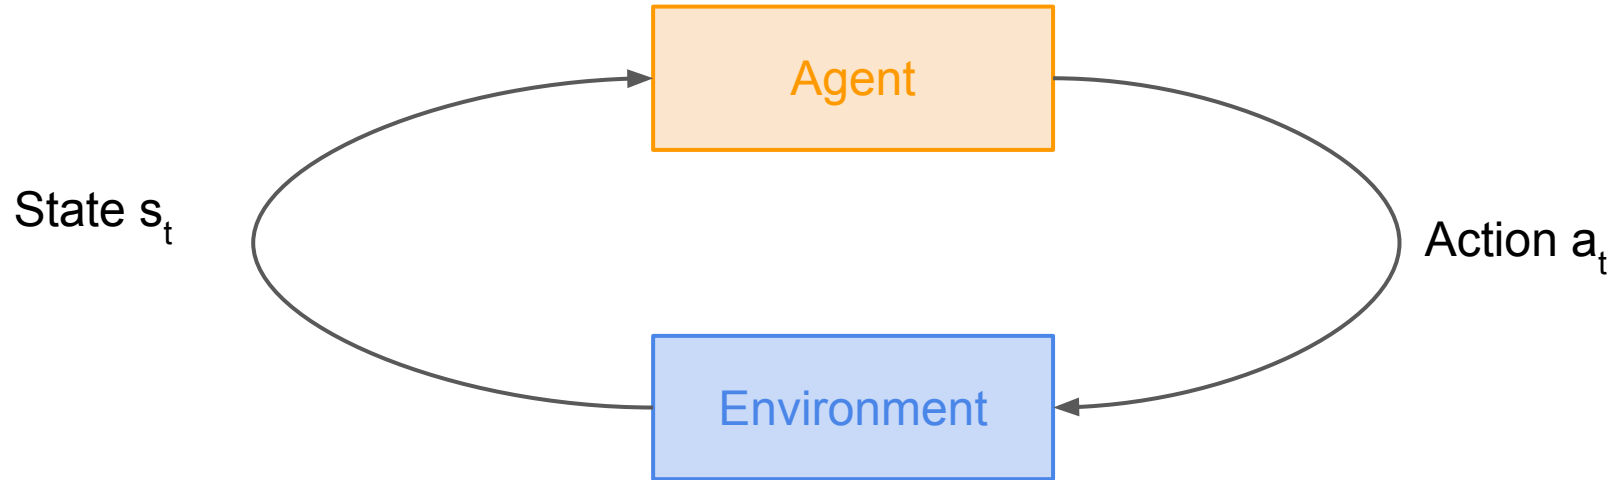 Agent
State sₜ
Action aₜ
Environment